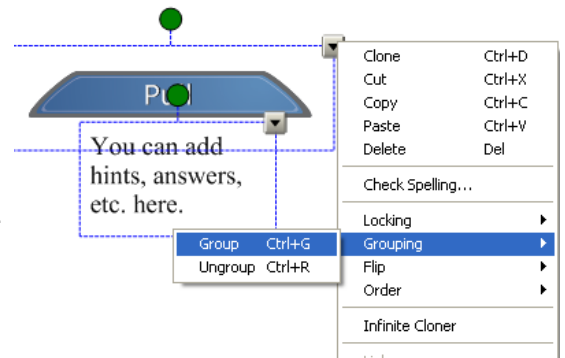 Pull
You can add
hints, answers,
etc. here.
Clone Ctrl+D
Cut Ctrl+X
Copy Ctrl+C
Paste Ctrl+V
Delete Del
Check Spelling...
Locking
Grouping
Group Ctrl+G
Ungroup Ctrl+R
Flip
Order
Infinite Cloner